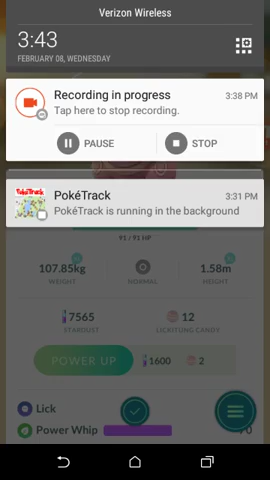 Verizon Wireless
3:43
FEBRUARY 08, WEDNESDAY
Recording in progress 3:38 PM
Tap here to stop recording.
PAUSE STOP
PokéTrack 3:31 PM
PokéTrack is running in the background
91 / 91 HP
107.85kg 1.58m
WEIGHT NORMAL HEIGHT
7565 12
STARDUST LICKITUNG CANDY
POWER UP 1600 2
Lick
Power Whip 70